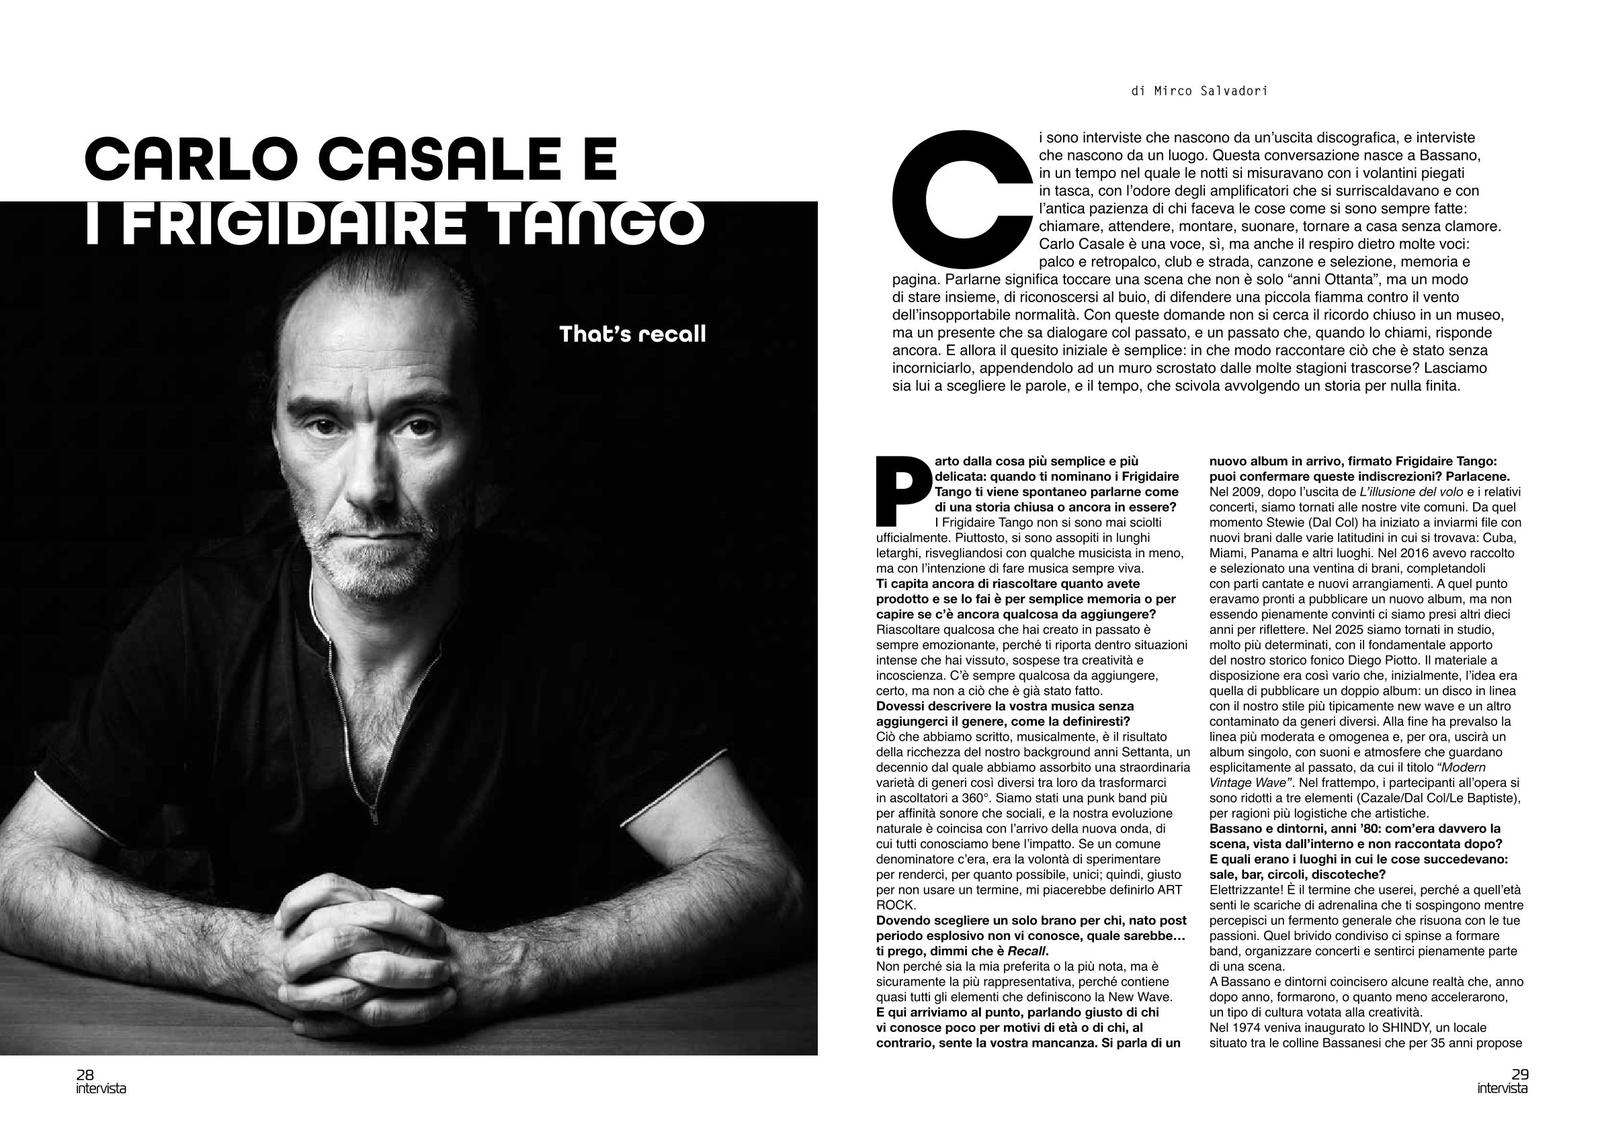 CARLO CASALE E
I FRIGIDAIRE TANGO
That's recall
28
intervista
di Mirco Salvadori
Ci sono interviste che nascono da un'uscita discografica, e interviste
che nascono da un luogo. Questa conversazione nasce a Bassano,
in un tempo nel quale le notti si misuravano con i volantini piegati
in tasca, con l'odore degli amplificatori che si surriscaldavano e con
l'antica pazienza di chi faceva le cose come si sono sempre fatte:
chiamare, attendere, montare, suonare, tornare a casa senza clamore.
Carlo Casale è una voce, sì, ma anche il respiro dietro molte voci:
palco e retropalco, club e strada, canzone e selezione, memoria e
pagina. Parlarne significa toccare una scena che non è solo “anni Ottanta”, ma un modo
di stare insieme, di riconoscersi al buio, di difendere una piccola fiamma contro il vento
dell'insopportabile normalità. Con queste domande non si cerca il ricordo chiuso in un museo,
ma un presente che sa dialogare col passato, e un passato che, quando lo chiami, risponde
ancora. E allora il quesito iniziale è semplice: in che modo raccontare ciò che è stato senza
incorniciarlo, appendendolo ad un muro scrostato dalle molte stagioni trascorse? Lasciamo
sia lui a scegliere le parole, e il tempo, che scivola avvolgendo un storia per nulla finita.
Parto dalla cosa più semplice e più
delicata: quando ti nominano i Frigidaire
Tango ti viene spontaneo parlarne come
di una storia chiusa o ancora in essere?
I Frigidaire Tango non si sono mai sciolti
ufficialmente. Piuttosto, si sono assopiti in lunghi
letarghi, risvegliandosi con qualche musicista in meno,
ma con l'intenzione di fare musica sempre viva.
Ti capita ancora di riascoltare quanto avete
prodotto e se lo fai è per semplice memoria o per
capire se c'è ancora qualcosa da aggiungere?
Riascoltare qualcosa che hai creato in passato è
sempre emozionante, perché ti riporta dentro situazioni
intense che hai vissuto, sospese tra creatività e
incoscienza. C'è sempre qualcosa da aggiungere,
certo, ma non a ciò che è già stato fatto.
Dovessi descrivere la vostra musica senza
aggiungerci il genere, come la definiresti?
Ciò che abbiamo scritto, musicalmente, è il risultato
della ricchezza del nostro background anni Settanta, un
decennio dal quale abbiamo assorbito una straordinaria
varietà di generi così diversi tra loro da trasformarci
in ascoltatori a 360°. Siamo stati una punk band più
per affinità sonore che sociali, e la nostra evoluzione
naturale è coincisa con l'arrivo della nuova onda, di
cui tutti conosciamo bene l'impatto. Se un comune
denominatore c'era, era la volontà di sperimentare
per renderci, per quanto possibile, unici; quindi, giusto
per non usare un termine, mi piacerebbe definirlo ART
ROCK.
Dovendo scegliere un solo brano per chi, nato post
periodo esplosivo non vi conosce, quale sarebbe…
ti prego, dimmi che è Recall.
Non perché sia la mia preferita o la più nota, ma è
sicuramente la più rappresentativa, perché contiene
quasi tutti gli elementi che definiscono la New Wave.
E qui arriviamo al punto, parlando giusto di chi
vi conosce poco per motivi di età o di chi, al
contrario, sente la vostra mancanza. Si parla di un
nuovo album in arrivo, firmato Frigidaire Tango:
puoi confermare queste indiscrezioni? Parlacene.
Nel 2009, dopo l'uscita de L'illusione del volo e i relativi
concerti, siamo tornati alle nostre vite comuni. Da quel
momento Stewie (Dal Col) ha iniziato a inviarmi file con
nuovi brani dalle varie latitudini in cui si trovava: Cuba,
Miami, Panama e altri luoghi. Nel 2016 avevo raccolto
e selezionato una ventina di brani, completandoli
con parti cantate e nuovi arrangiamenti. A quel punto
eravamo pronti a pubblicare un nuovo album, ma non
essendo pienamente convinti ci siamo presi altri dieci
anni per riflettere. Nel 2025 siamo tornati in studio,
molto più determinati, con il fondamentale apporto
del nostro storico fonico Diego Piotto. Il materiale a
disposizione era così vario che, inizialmente, l'idea era
quella di pubblicare un doppio album: un disco in linea
con il nostro stile più tipicamente new wave e un altro
contaminato da generi diversi. Alla fine ha prevalso la
linea più moderata e omogenea e, per ora, uscirà un
album singolo, con suoni e atmosfere che guardano
esplicitamente al passato, da cui il titolo “Modern
Vintage Wave”. Nel frattempo, i partecipanti all'opera si
sono ridotti a tre elementi (Cazale/Dal Col/Le Baptiste),
per ragioni più logistiche che artistiche.
Bassano e dintorni, anni '80: com'era davvero la
scena, vista dall'interno e non raccontata dopo?
E quali erano i luoghi in cui le cose succedevano:
sale, bar, circoli, discoteche?
Elettrizzante! È il termine che userei, perché a quell'età
senti le scariche di adrenalina che ti sospingono mentre
percepisci un fermento generale che risuona con le tue
passioni. Quel brivido condiviso ci spinse a formare
band, organizzare concerti e sentirci pienamente parte
di una scena.
A Bassano e dintorni coincisero alcune realtà che, anno
dopo anno, formarono, o quanto meno accelerarono,
un tipo di cultura votata alla creatività.
Nel 1974 veniva inaugurato lo SHINDY, un locale
situato tra le colline Bassanesi che per 35 anni propose
29
intervista